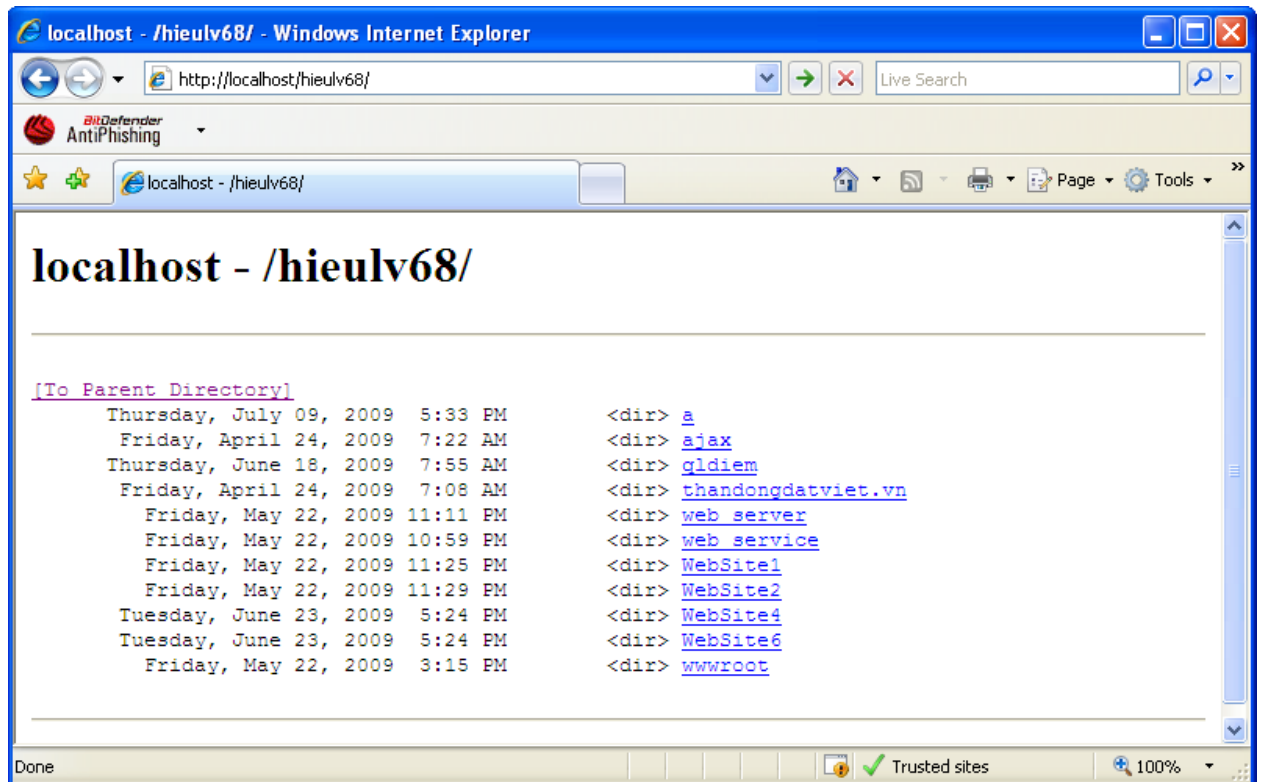 localhost - /hieulv68/ - Windows Internet Explorer
http://localhost/hieulv68/ Live Search
BitDefender
AntiPhishing
localhost - /hieulv68/ Page Tools »
localhost - /hieulv68/
[To Parent Directory]
Thursday, July 09, 2009 5:33 PM <dir> a
Friday, April 24, 2009 7:22 AM <dir> ajax
Thursday, June 18, 2009 7:55 AM <dir> qldiem
Friday, April 24, 2009 7:08 AM <dir> thandongdatviet.vn
Friday, May 22, 2009 11:11 PM <dir> web server
Friday, May 22, 2009 10:59 PM <dir> web service
Friday, May 22, 2009 11:25 PM <dir> WebSite1
Friday, May 22, 2009 11:29 PM <dir> WebSite2
Tuesday, June 23, 2009 5:24 PM <dir> WebSite4
Tuesday, June 23, 2009 5:24 PM <dir> WebSite6
Friday, May 22, 2009 3:15 PM <dir> wwwroot
Done Trusted sites 100%